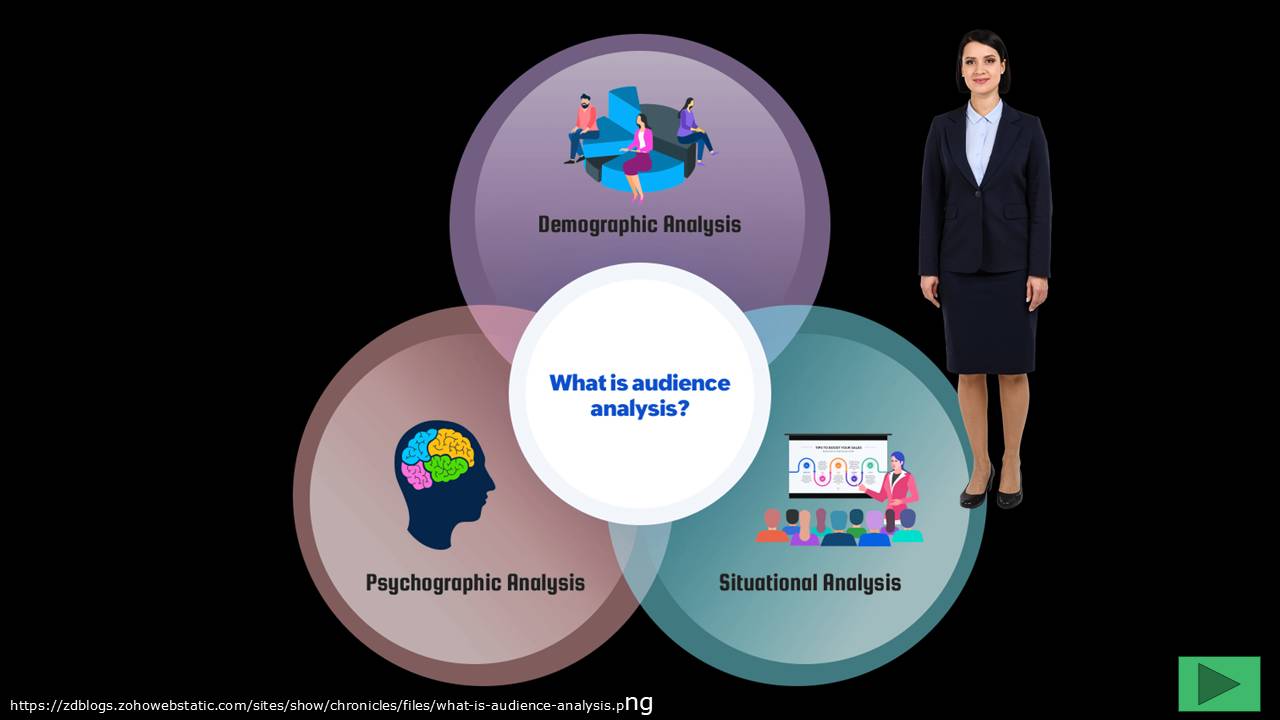 Demographic Analysis
What is audience
analysis?
TIPS TO BOOST YOUR SALES
Psychographic Analysis
Situational Analysis
https://zdblogs.zohowebstatic.com/sites/show/chronicles/files/what-is-audience-analysis.png